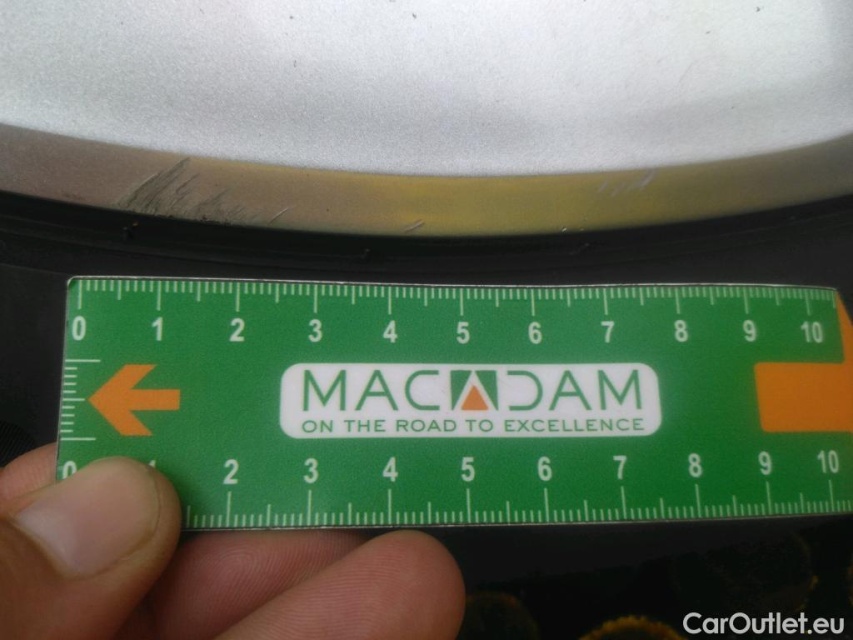 0 1 2 3 4 5 6 7 8 9 10
MACADAM
ON THE ROAD TO EXCELLENCE
0 1 2 3 4 5 6 7 8 9 10
CarOutlet.eu